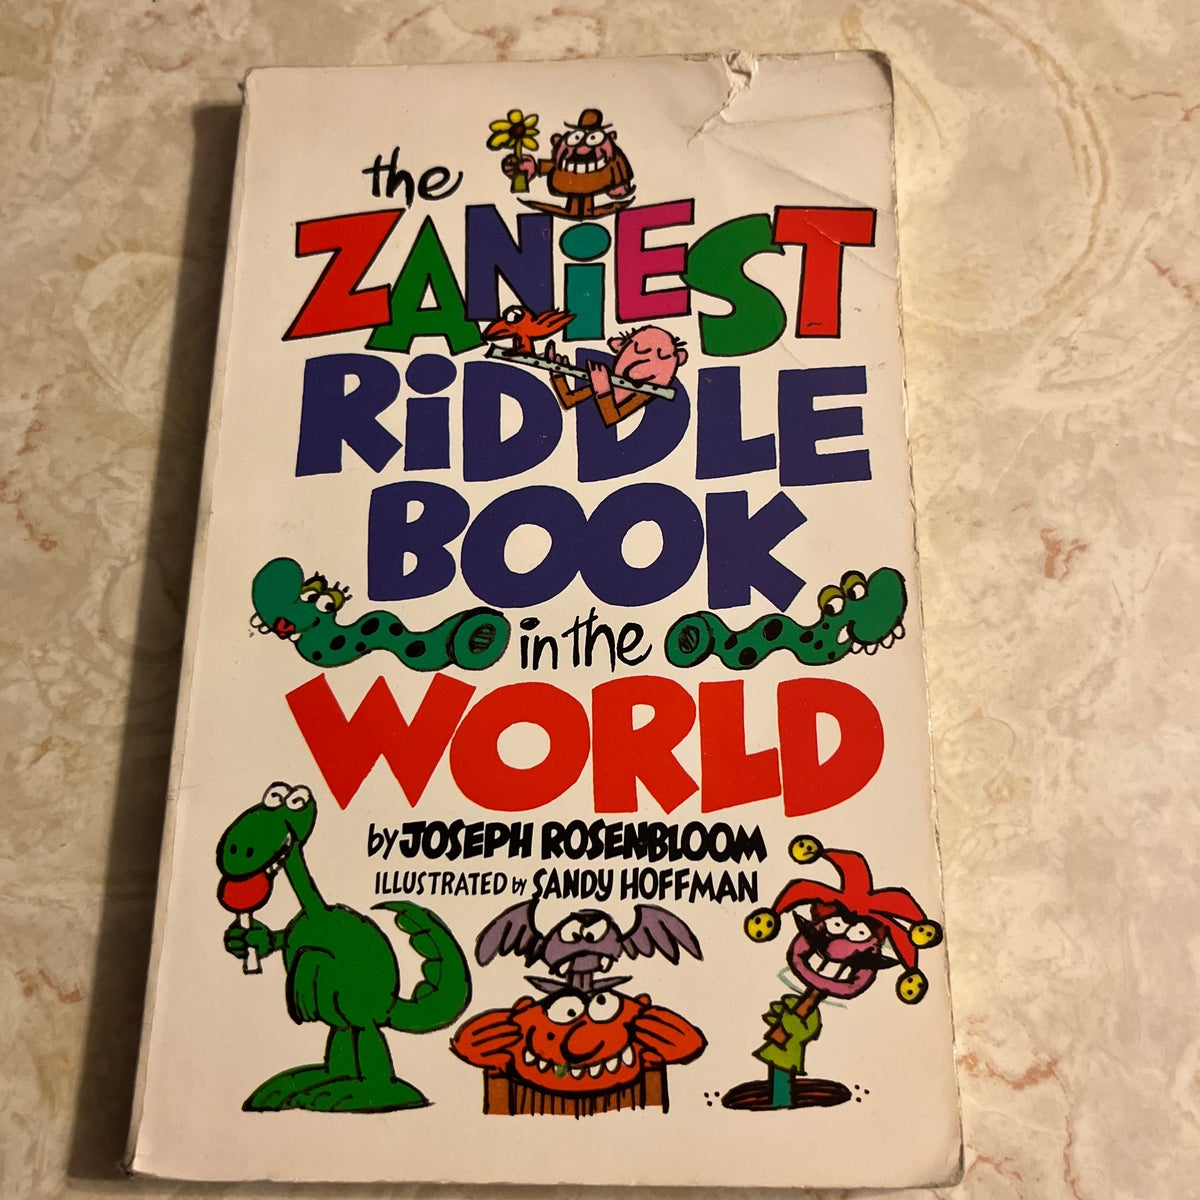 the
ZANiEST
RiDDLE
BOOK
in the
WORLD
by JOSEPH ROSENBLOOM
ILLUSTRATED by SANDY HOFFMAN